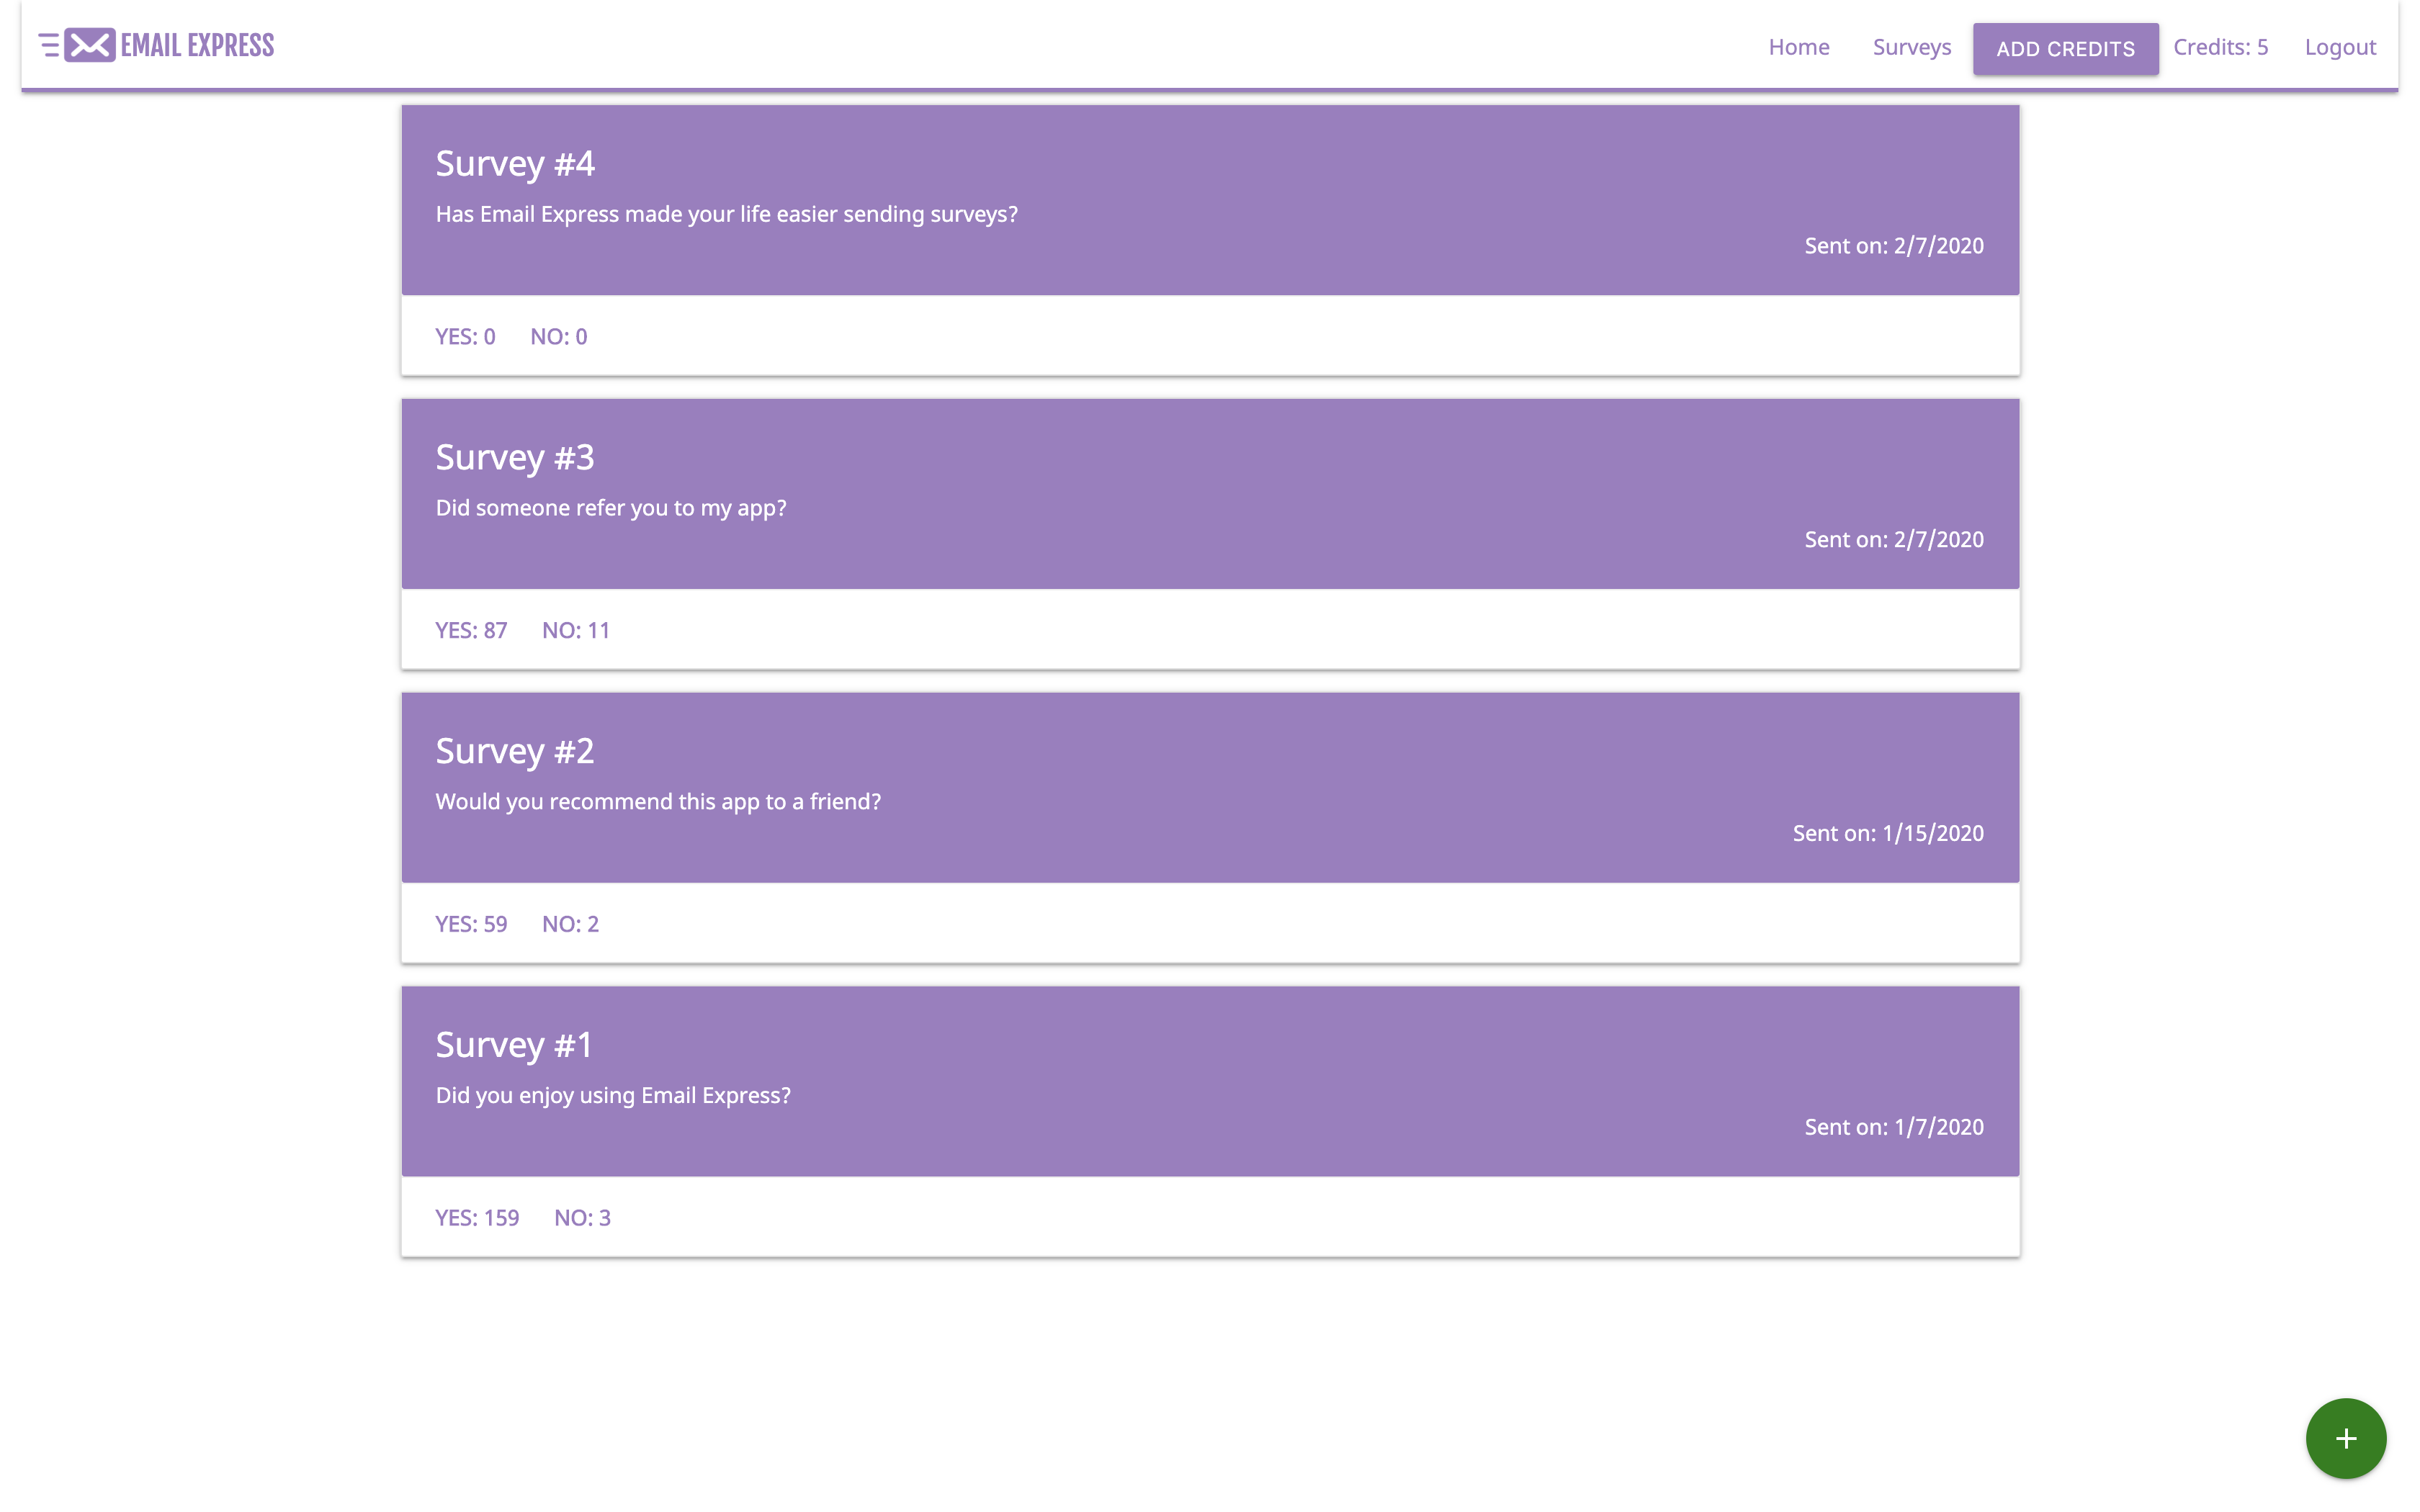 EMAIL EXPRESS
Home Surveys ADD CREDITS Credits: 5 Logout
Survey #4
Has Email Express made your life easier sending surveys?
Sent on: 2/7/2020
YES: 0 NO: 0
Survey #3
Did someone refer you to my app?
Sent on: 2/7/2020
YES: 87 NO: 11
Survey #2
Would you recommend this app to a friend?
Sent on: 1/15/2020
YES: 59 NO: 2
Survey #1
Did you enjoy using Email Express?
Sent on: 1/7/2020
YES: 159 NO: 3
+